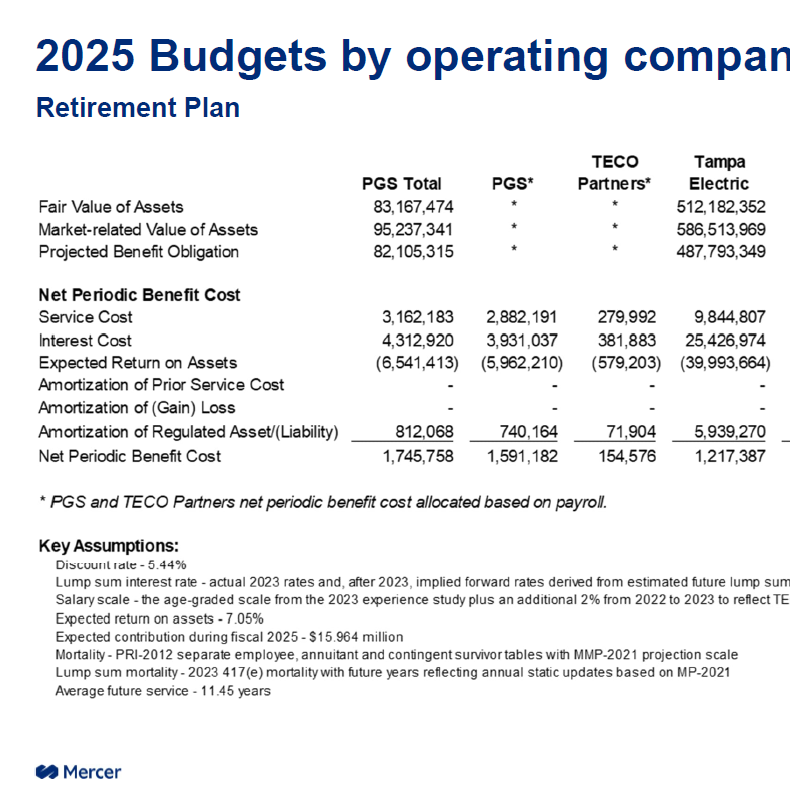 2025 Budgets by operating compan
Retirement Plan
TECO Tampa
PGS Total PGS* Partners* Electric
Fair Value of Assets 83,167,474 * * 512,182,352
Market-related Value of Assets 95,237,341 * * 586,513,969
Projected Benefit Obligation 82,105,315 * * 487,793,349
Net Periodic Benefit Cost
Service Cost 3,162,183 2,882,191 279,992 9,844,807
Interest Cost 4,312,920 3,931,037 381,883 25,426,974
Expected Return on Assets (6,541,413) (5,962,210) (579,203) (39,993,664)
Amortization of Prior Service Cost - - - -
Amortization of (Gain) Loss - - - -
Amortization of Regulated Asset/(Liability) 812,068 740,164 71,904 5,939,270
Net Periodic Benefit Cost 1,745,758 1,591,182 154,576 1,217,387
* PGS and TECO Partners net periodic benefit cost allocated based on payroll.
Key Assumptions:
Discount rate - 5.44%
Lump sum interest rate - actual 2023 rates and, after 2023, implied forward rates derived from estimated future lump sum
Salary scale - the age-graded scale from the 2023 experience study plus an additional 2% from 2022 to 2023 to reflect TE
Expected return on assets - 7.05%
Expected contribution during fiscal 2025 - $15.964 million
Mortality - PRI-2012 separate employee, annuitant and contingent survivor tables with MMP-2021 projection scale
Lump sum mortality - 2023 417(e) mortality with future years reflecting annual static updates based on MP-2021
Average future service - 11.45 years
Mercer